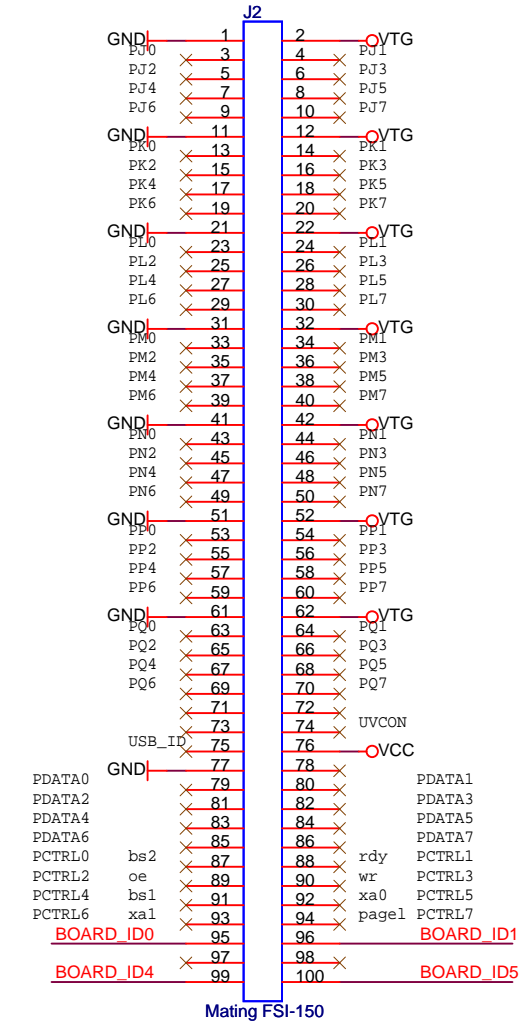 J2
GND 1 2 VTG
PJ0 3 4 PJ1
PJ2 5 6 PJ3
PJ4 7 8 PJ5
PJ6 9 10 PJ7
GND 11 12 VTG
PK0 13 14 PK1
PK2 15 16 PK3
PK4 17 18 PK5
PK6 19 20 PK7
GND 21 22 VTG
PL0 23 24 PL1
PL2 25 26 PL3
PL4 27 28 PL5
PL6 29 30 PL7
GND 31 32 VTG
PM0 33 34 PM1
PM2 35 36 PM3
PM4 37 38 PM5
PM6 39 40 PM7
GND 41 42 VTG
PN0 43 44 PN1
PN2 45 46 PN3
PN4 47 48 PN5
PN6 49 50 PN7
GND 51 52 VTG
PP0 53 54 PP1
PP2 55 56 PP3
PP4 57 58 PP5
PP6 59 60 PP7
GND 61 62 VTG
PQ0 63 64 PQ1
PQ2 65 66 PQ3
PQ4 67 68 PQ5
PQ6 69 70 PQ7
71 72
73 74 UVCON
USB_ID 75 76 VCC
GND 77 78
PDATA0 79 80 PDATA1
PDATA2 81 82 PDATA3
PDATA4 83 84 PDATA5
PDATA6 85 86 PDATA7
PCTRL0 bs2 87 88 rdy PCTRL1
PCTRL2 oe 89 90 wr PCTRL3
PCTRL4 bs1 91 92 xa0 PCTRL5
PCTRL6 xa1 93 94 pagel PCTRL7
BOARD_ID0 95 96 BOARD_ID1
97 98
BOARD_ID4 99 100 BOARD_ID5
Mating FSI-150